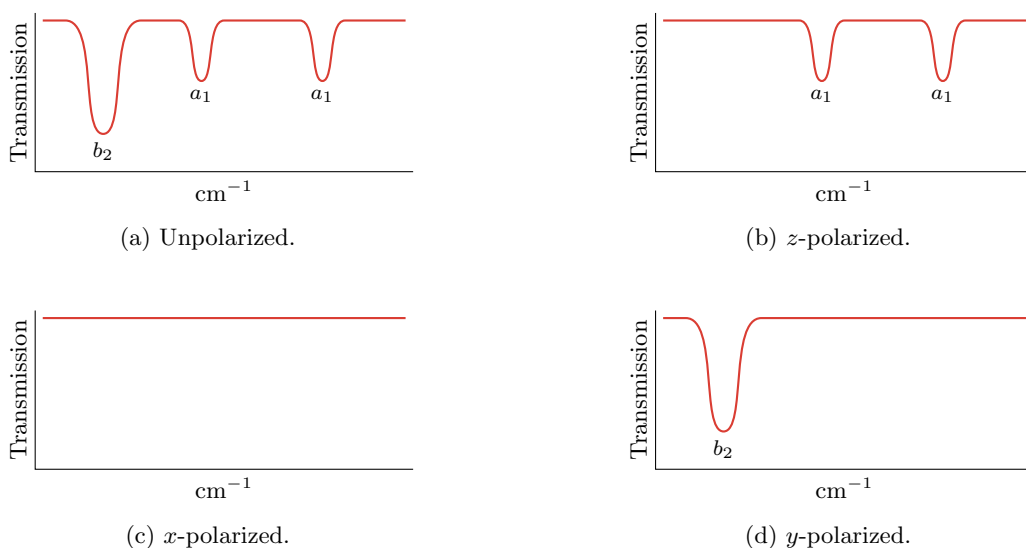 Transmission
b₂
a₁
a₁
cm⁻¹
(a) Unpolarized.
Transmission
a₁
a₁
cm⁻¹
(b) z-polarized.
Transmission
cm⁻¹
(c) x-polarized.
Transmission
b₂
cm⁻¹
(d) y-polarized.